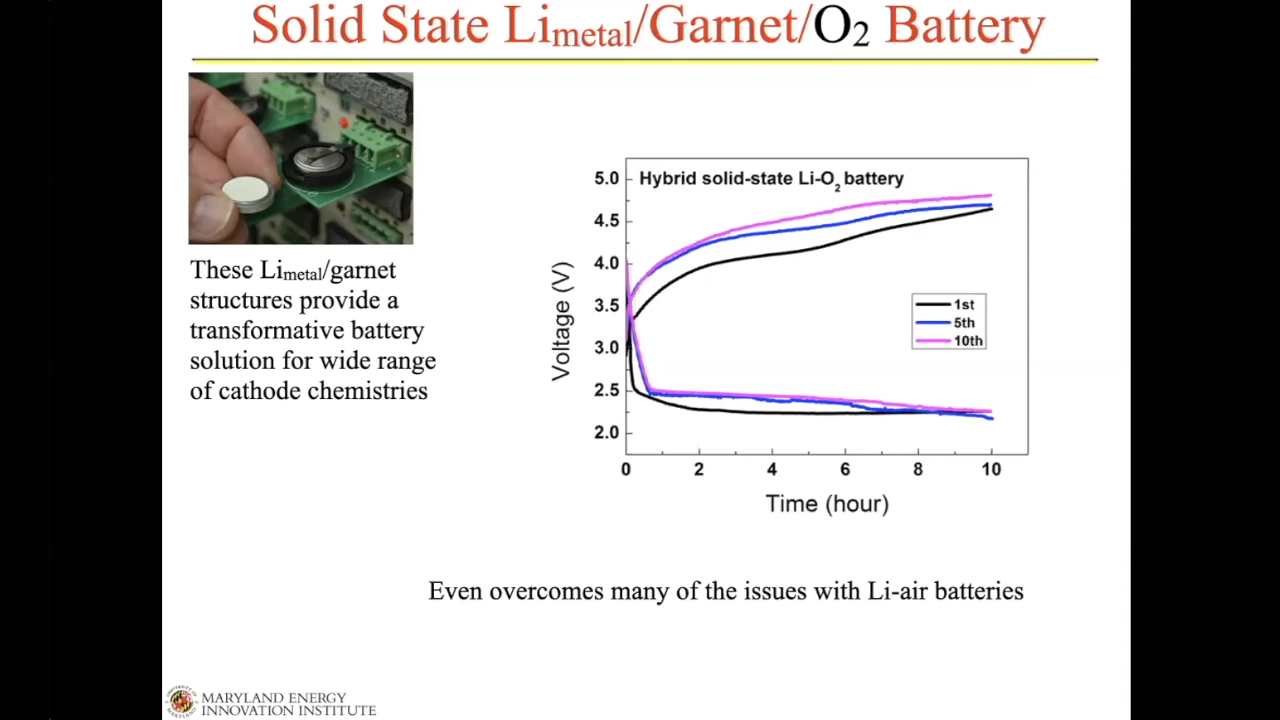 Solid State Limetal/Garnet/O2 Battery
These Limetal/garnet
structures provide a
transformative battery
solution for wide range
of cathode chemistries
Hybrid solid-state Li-O2 battery
5.0
4.5
4.0
3.5
3.0
2.5
2.0
Voltage (V)
1st
5th
10th
0 2 4 6 8 10
Time (hour)
Even overcomes many of the issues with Li-air batteries
MARYLAND ENERGY
INNOVATION INSTITUTE